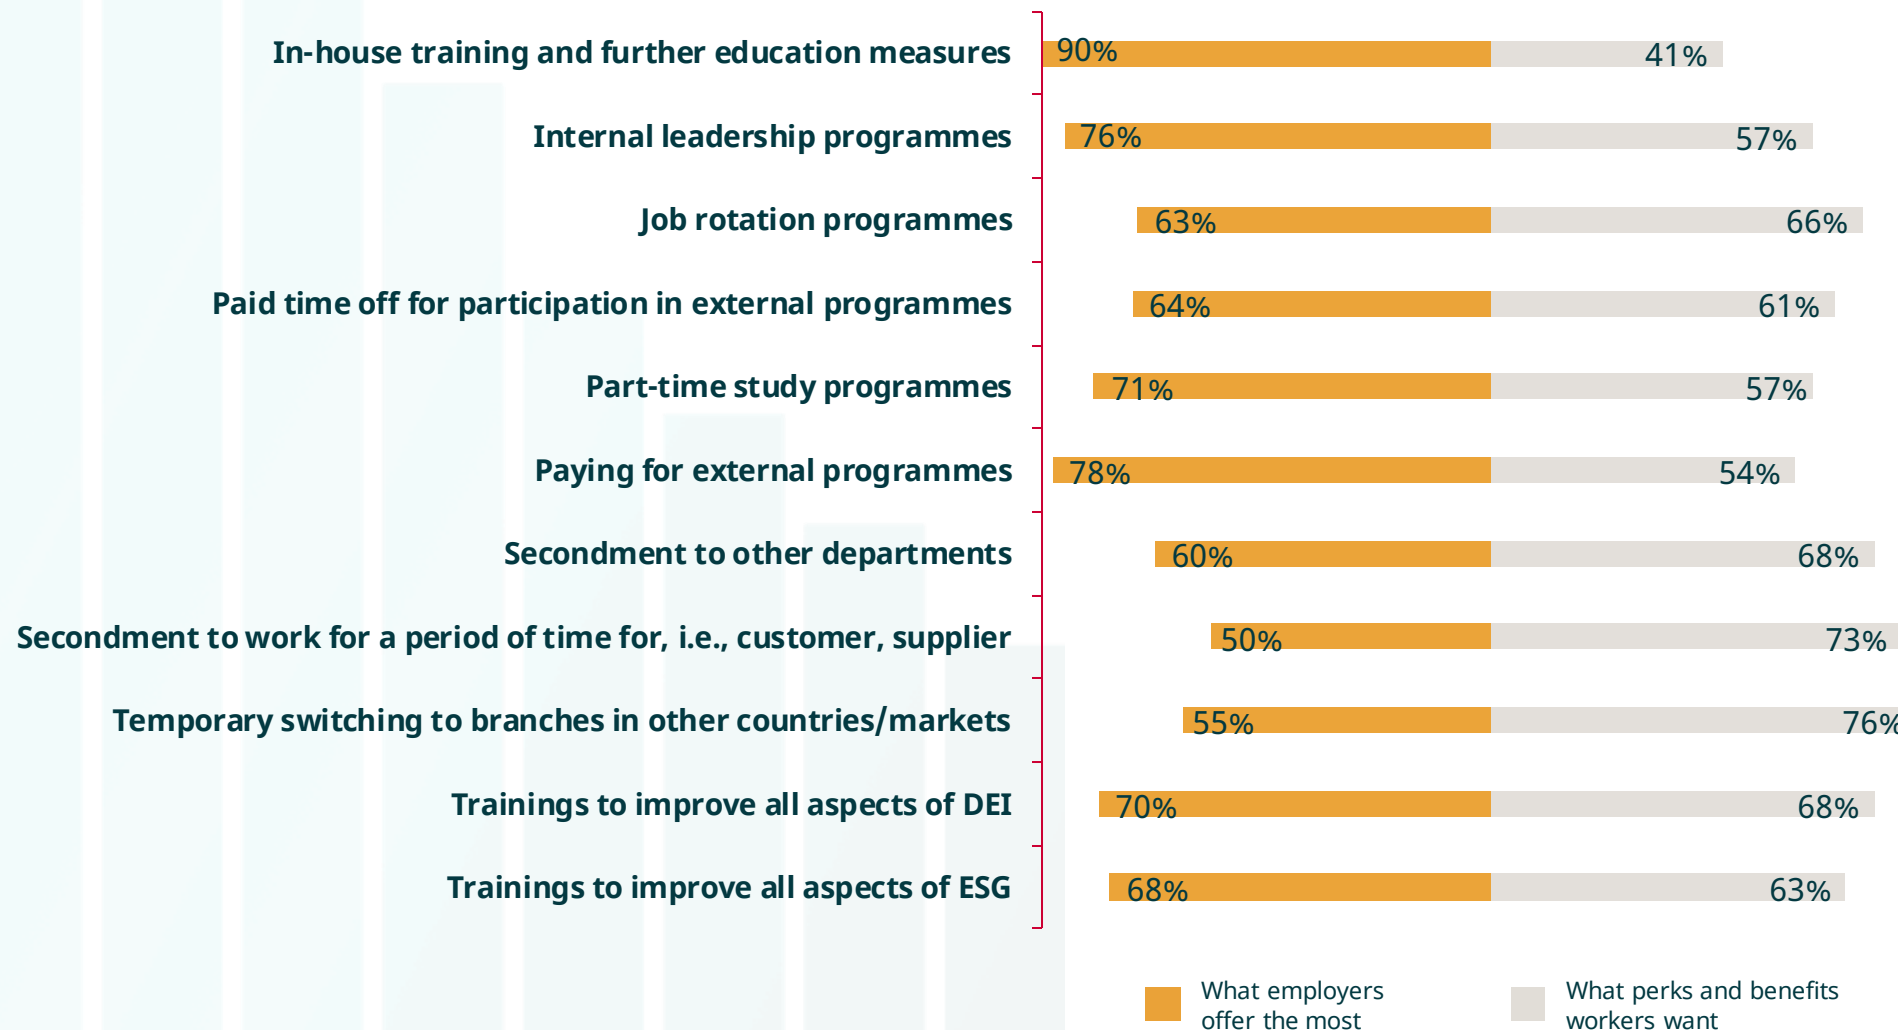 In-house training and further education measures 90% 41%
Internal leadership programmes 76% 57%
Job rotation programmes 63% 66%
Paid time off for participation in external programmes 64% 61%
Part-time study programmes 71% 57%
Paying for external programmes 78% 54%
Secondment to other departments 60% 68%
Secondment to work for a period of time for, i.e., customer, supplier 50% 73%
Temporary switching to branches in other countries/markets 55% 76%
Trainings to improve all aspects of DEI 70% 68%
Trainings to improve all aspects of ESG 68% 63%
What employers
offer the most
What perks and benefits
workers want